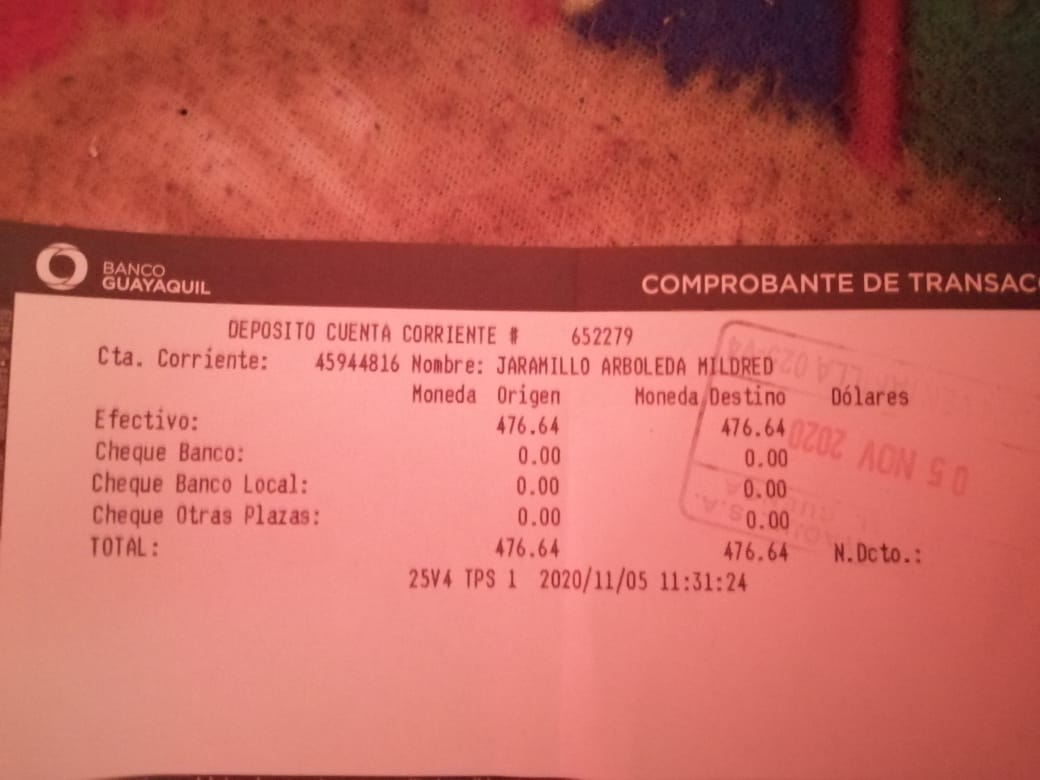 BANCO
GUAYAQUIL
COMPROBANTE DE TRANSAC
DEPOSITO CUENTA CORRIENTE # 652279
Cta. Corriente: 45944816 Nombre: JARAMILLO ARBOLEDA MILDRED
Moneda Origen Moneda Destino Dólares
Efectivo: 476.64 476.64
Cheque Banco: 0.00 0.00
Cheque Banco Local: 0.00 0.00
Cheque Otras Plazas: 0.00 0.00
TOTAL: 476.64 476.64 N.Dcto.:
25V4 TPS 1 2020/11/05 11:31:24
05 NOV 2020